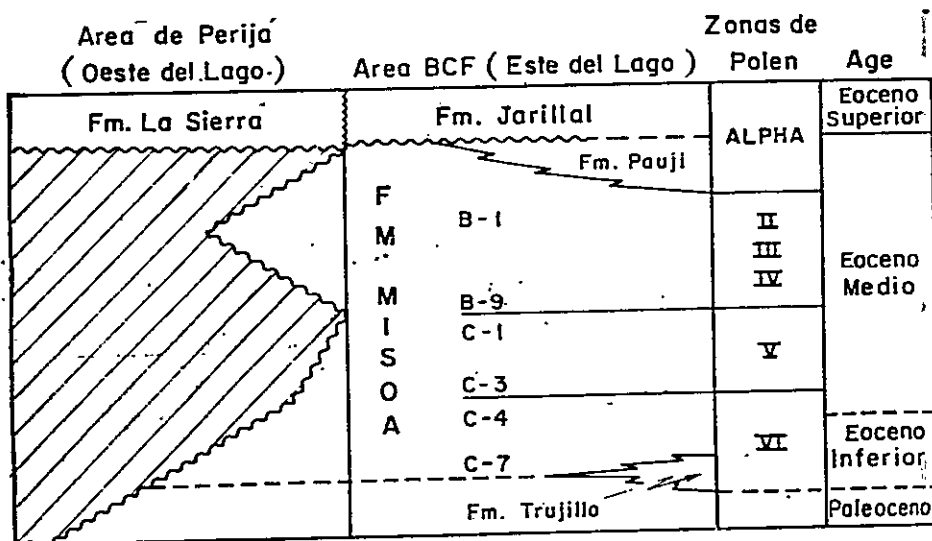 Area de Perijá
(Oeste del Lago.)
Area BCF (Este del Lago)
Zonas de
Polen
Age
Fm. La Sierra
Fm. Jarillal
ALPHA
Eoceno
Superior
Fm. Pauji
F
M
M
I
S
O
A
B-1
B-9
C-1
C-3
C-4
C-7
Fm. Trujillo
II
III
IV
V
VI
Eoceno
Medio
Eoceno
Inferior
Paleoceno